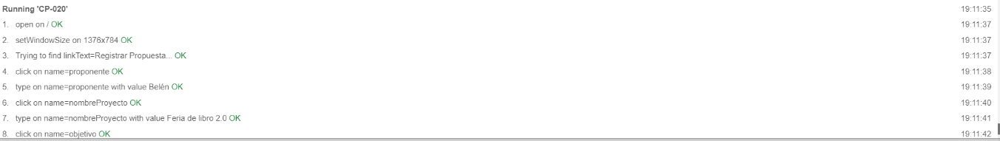 Running 'CP-020' 19:11:35
1. open on / OK 19:11:37
2. setWindowSize on 1376x784 OK 19:11:37
3. Trying to find linkText=Registrar Propuesta... OK 19:11:37
4. click on name=proponente OK 19:11:38
5. type on name=proponente with value Belén OK 19:11:39
6. click on name=nombreProyecto OK 19:11:40
7. type on name=nombreProyecto with value Feria de libro 2.0 OK 19:11:41
8. click on name=objetivo OK 19:11:42